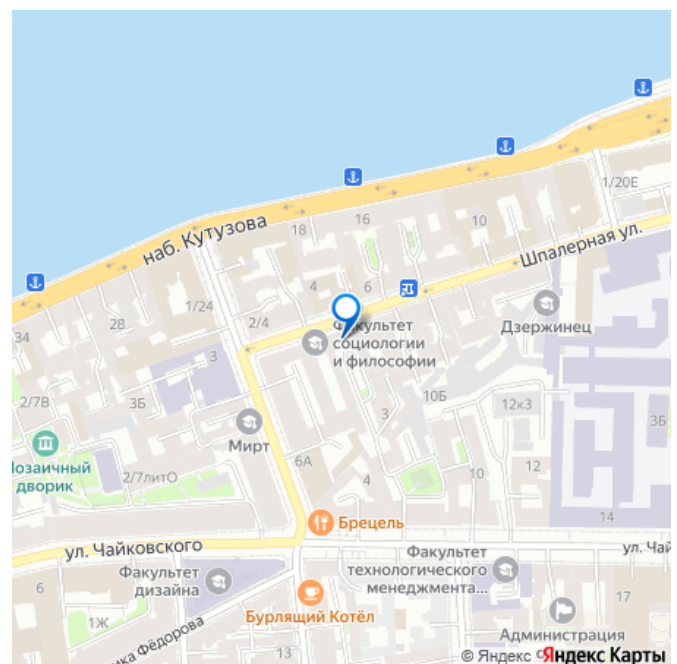 1/20Е
16
10
18
наб. Кутузова
Шпалерная ул.
4
6
1/24
2/4
28
34
Факультет
социологии
и философии
Дзержинец
3
3Б
2/7В
10Б
3
12к3
3Б
Мирт
Мозаичный
дворик
2/7литО
6А
4
10
12
14
Брецель
ул. Чайковского
ул. Чай
Факультет
технологического
менеджмента...
Факультет
дизайна
6
1Ж
Бурлящий Котёл
17
Администрация
ика Фёдорова
© Яндекс Яндекс Карты